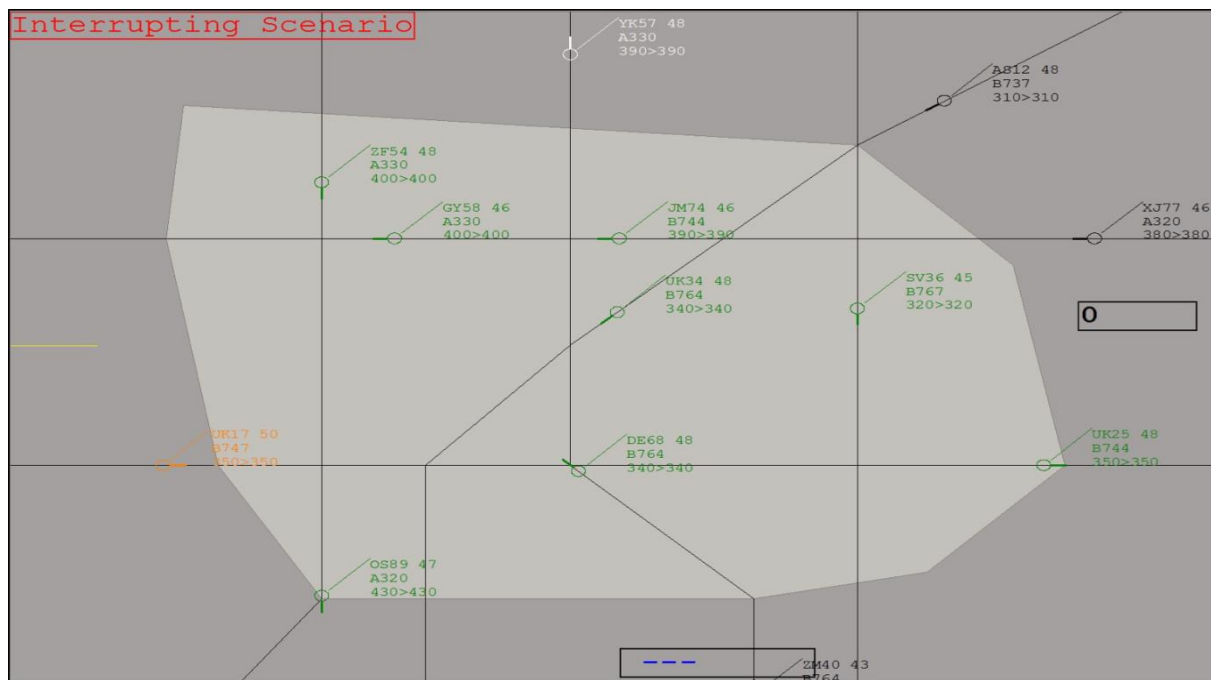 Interrupting Scenario
YK57 48
A330
390>390
AS12 48
B737
310>310
ZF54 48
A330
400>400
GY58 46
A330
400>400
JM74 46
B744
390>390
XJ77 46
A320
380>380
UK34 48
B764
340>340
SV36 45
B767
320>320
0
UK17 50
B747
350>350
DE68 48
B764
340>340
UK25 48
B744
350>350
OS89 47
A320
430>430
---
ZM40 43
B764